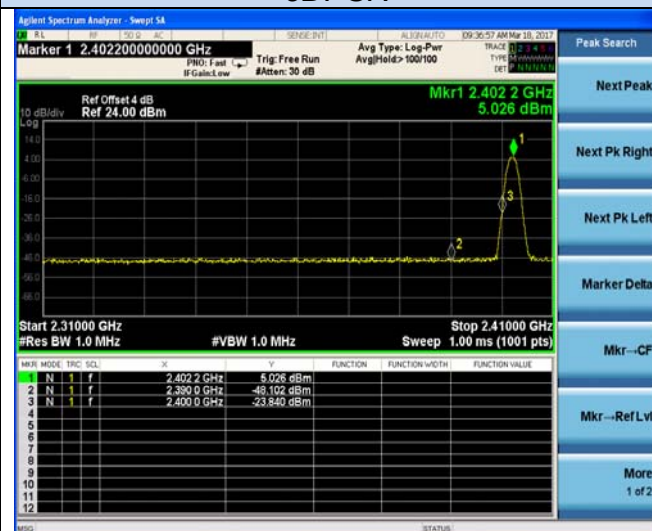 Agilent Spectrum Analyzer - Swept SA
RL RF 50 Ω AC SENSE:INT ALIGNAUTO 09:36:57 AM Mar 18, 2017
Marker 1 2.402200000000 GHz
PNO: Fast
IFGain:Low
Trig: Free Run
#Atten: 30 dB
Avg Type: Log-Pwr
Avg|Hold:> 100/100
TRACE 1 2 3 4 5 6
TYPE
DET P N N N N N
Ref Offset 4 dB
10 dB/div Ref 24.00 dBm
Log
Mkr1 2.402 2 GHz
5.026 dBm
14.0
4.00
-6.00
-16.0
-26.0
-36.0
-46.0
-56.0
-66.0
1
3
2
Start 2.31000 GHz Stop 2.41000 GHz
#Res BW 1.0 MHz #VBW 1.0 MHz Sweep 1.00 ms (1001 pts)
MKR MODE TRC SCL X Y FUNCTION FUNCTION WIDTH FUNCTION VALUE
1 N 1 f 2.402 2 GHz 5.026 dBm
2 N 1 f 2.390 0 GHz -48.102 dBm
3 N 1 f 2.400 0 GHz -23.840 dBm
4
5
6
7
8
9
10
11
12
MSG STATUS
Peak Search
Next Peak
Next Pk Right
Next Pk Left
Marker Delta
Mkr→CF
Mkr→Ref Lvl
More
1 of 2